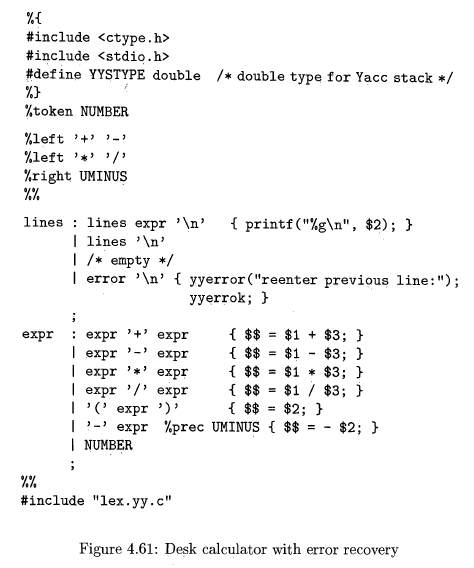 %{
#include <ctype.h>
#include <stdio.h>
#define YYSTYPE double  /* double type for Yacc stack */
%}
%token NUMBER
%left '+' '-'
%left '*' '/'
%right UMINUS
%%
lines : lines expr '\n'   { printf("%g\n", $2); }
      | lines '\n'
      | /* empty */
      | error '\n' { yyerror("reenter previous line:");
                     yyerrok; }
      ;
expr  : expr '+' expr     { $$ = $1 + $3; }
      | expr '-' expr     { $$ = $1 - $3; }
      | expr '*' expr     { $$ = $1 * $3; }
      | expr '/' expr     { $$ = $1 / $3; }
      | '(' expr ')'      { $$ = $2; }
      | '-' expr  %prec UMINUS { $$ = - $2; }
      | NUMBER
      ;
%%
#include "lex.yy.c"
Figure 4.61: Desk calculator with error recovery